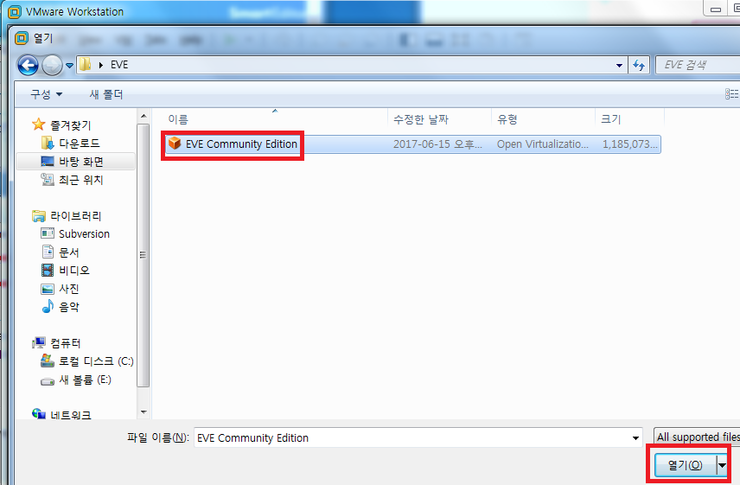 VMware Workstation
열기
EVE
EVE 검색
구성
새 폴더
이름 수정한 날짜 유형 크기
즐겨찾기
다운로드
바탕 화면
최근 위치
EVE Community Edition 2017-06-15 오후... Open Virtualizatio... 1,185,073...
라이브러리
Subversion
문서
비디오
사진
음악
컴퓨터
로컬 디스크 (C:)
새 볼륨 (E:)
네트워크
파일 이름(N): EVE Community Edition
All supported files
열기(O)